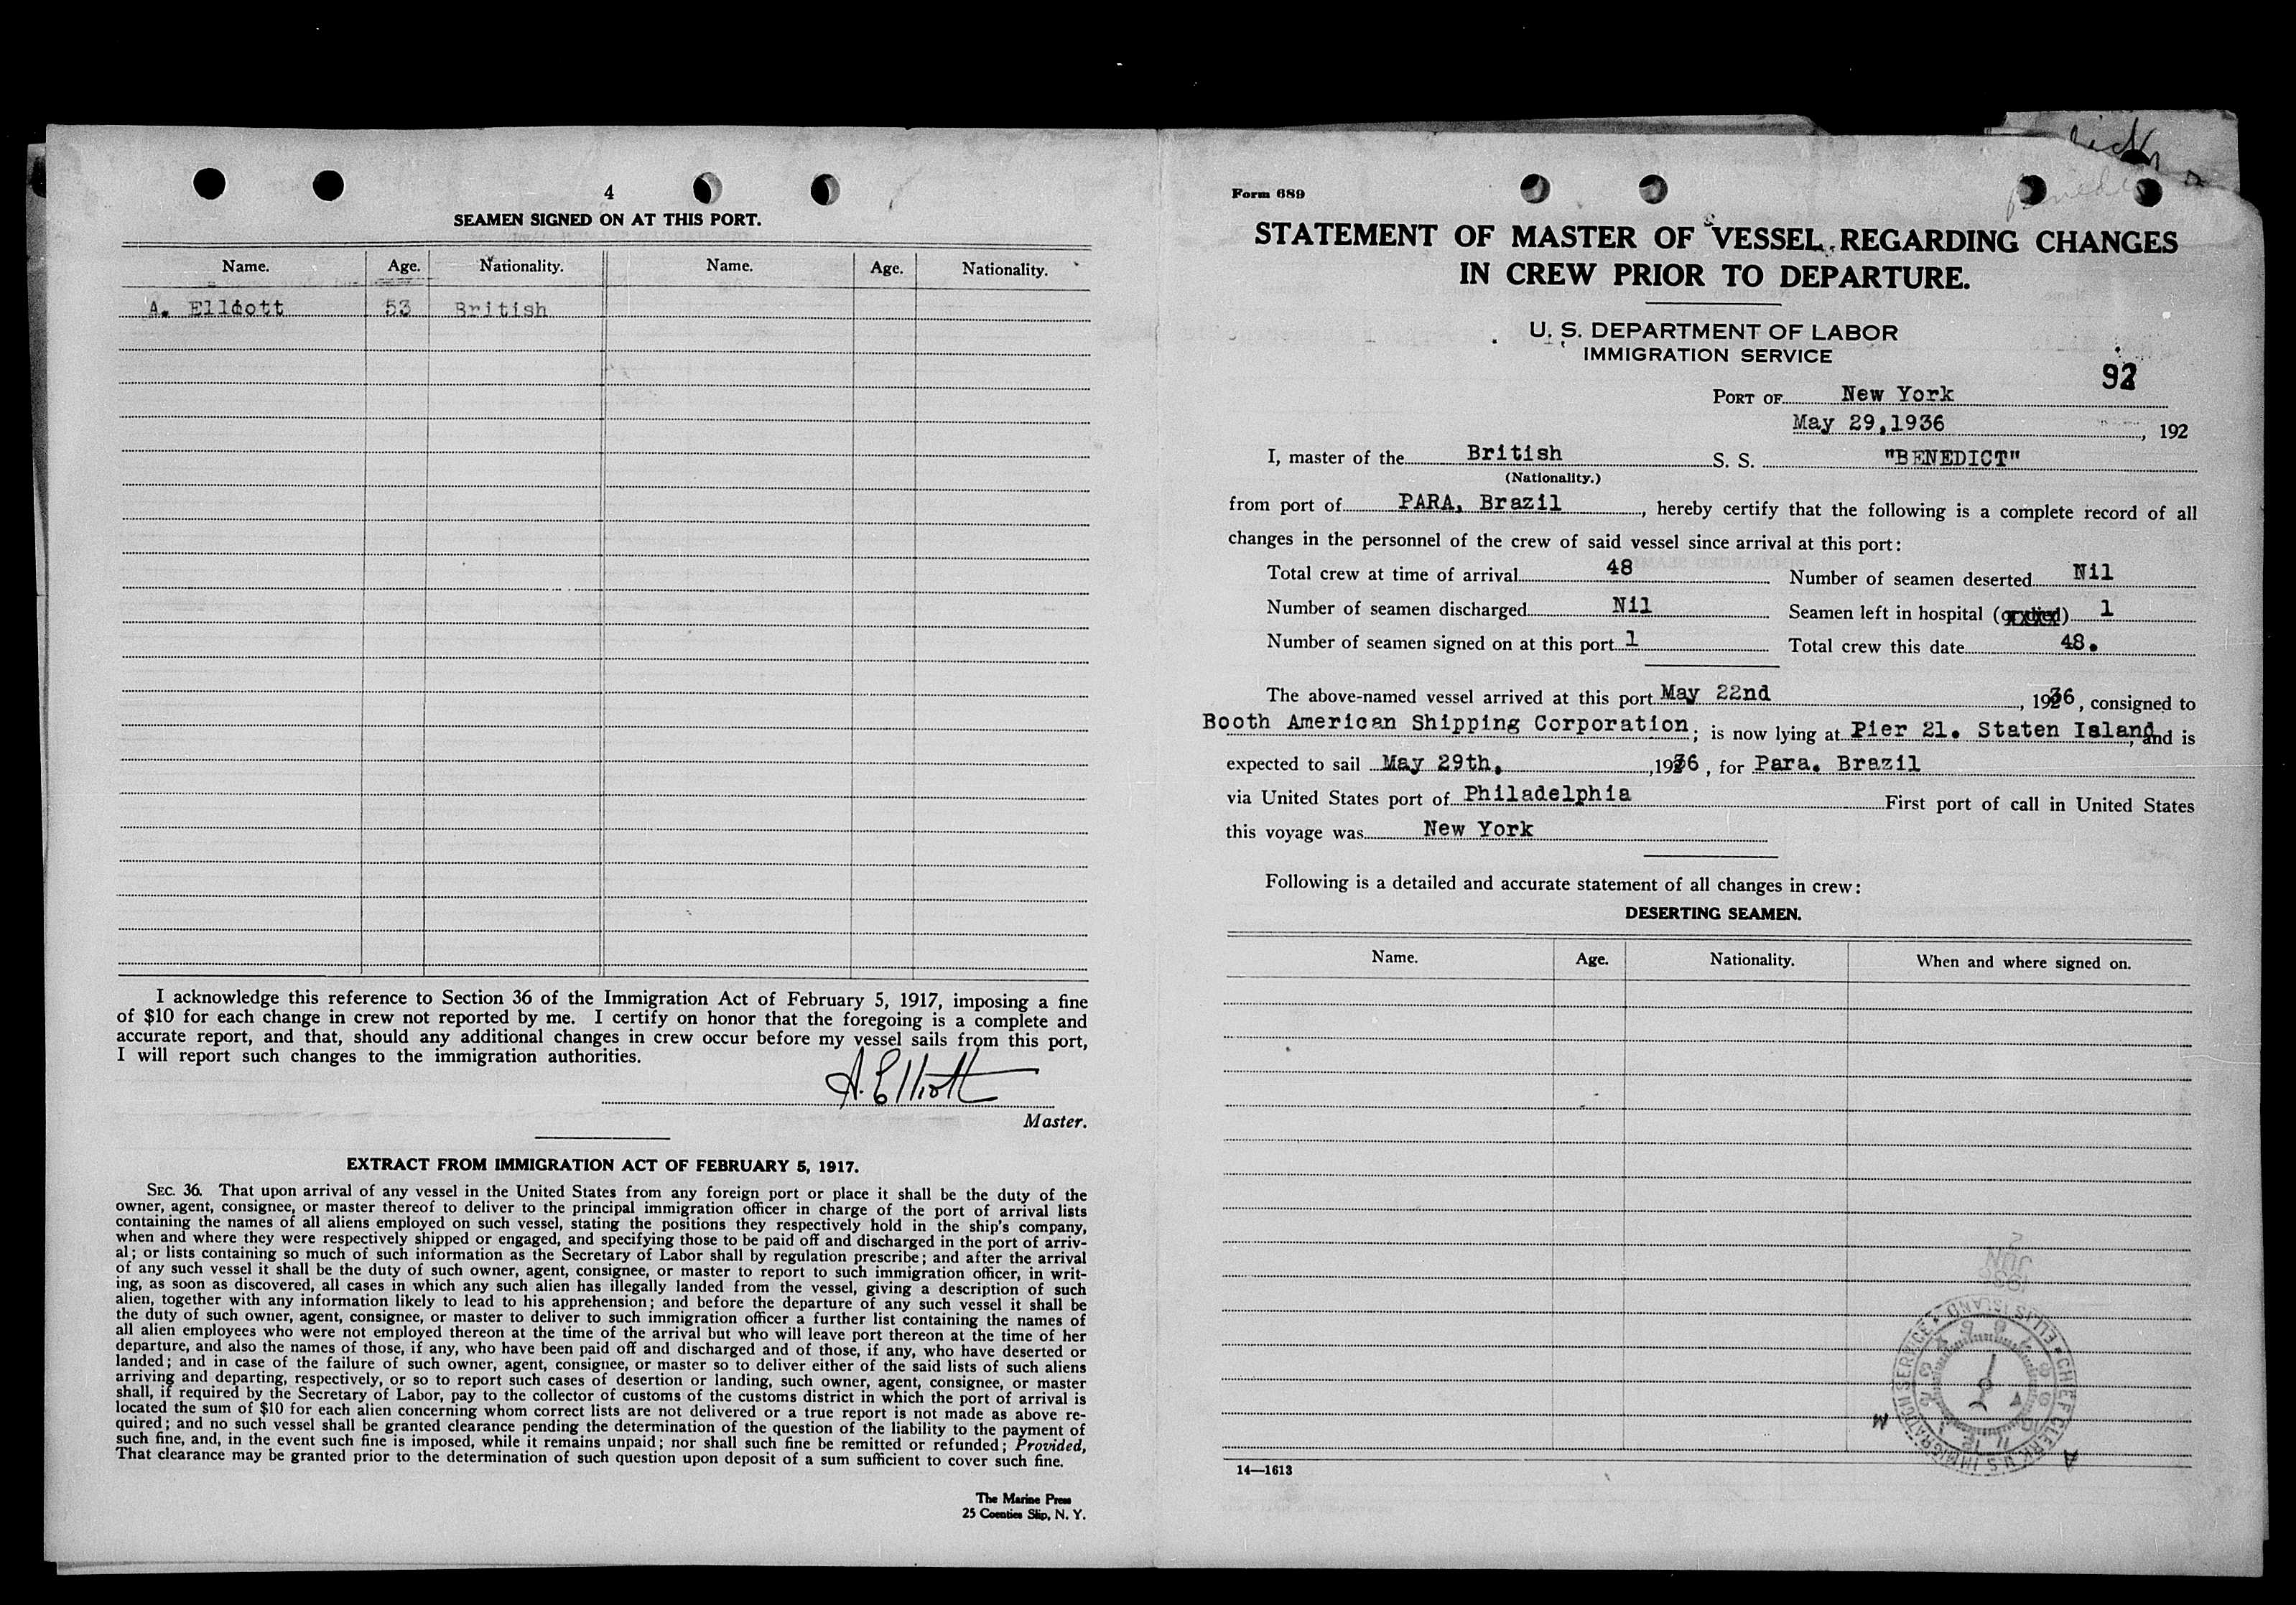 4
SEAMEN SIGNED ON AT THIS PORT.
Name. Age. Nationality. Name. Age. Nationality.
A. Elliott 53 British
I acknowledge this reference to Section 36 of the Immigration Act of February 5, 1917, imposing a fine
of $10 for each change in crew not reported by me. I certify on honor that the foregoing is a complete and
accurate report, and that, should any additional changes in crew occur before my vessel sails from this port,
I will report such changes to the immigration authorities.
A. Elliott
Master.
EXTRACT FROM IMMIGRATION ACT OF FEBRUARY 5, 1917.
SEC. 36. That upon arrival of any vessel in the United States from any foreign port or place it shall be the duty of the
owner, agent, consignee, or master thereof to deliver to the principal immigration officer in charge of the port of arrival lists
containing the names of all aliens employed on such vessel, stating the positions they respectively hold in the ship's company,
when and where they were respectively shipped or engaged, and specifying those to be paid off and discharged in the port of arriv-
al; or lists containing so much of such information as the Secretary of Labor shall by regulation prescribe; and after the arrival
of any such vessel it shall be the duty of such owner, agent, consignee, or master to report to such immigration officer, in writ-
ing, as soon as discovered, all cases in which any such alien has illegally landed from the vessel, giving a description of such
alien, together with any information likely to lead to his apprehension; and before the departure of any such vessel it shall be
the duty of such owner, agent, consignee, or master to deliver to such immigration officer a further list containing the names of
all alien employees who were not employed thereon at the time of the arrival but who will leave port thereon at the time of her
departure, and also the names of those, if any, who have been paid off and discharged and of those, if any, who have deserted or
landed; and in case of the failure of such owner, agent, consignee, or master so to deliver either of the said lists of such aliens
arriving and departing, respectively, or so to report such cases of desertion or landing, such owner, agent, consignee, or master
shall, if required by the Secretary of Labor, pay to the collector of customs of the customs district in which the port of arrival is
located the sum of $10 for each alien concerning whom correct lists are not delivered or a true report is not made as above re-
quired; and no such vessel shall be granted clearance pending the determination of the question of the liability to the payment of
such fine, and, in the event such fine is imposed, while it remains unpaid; nor shall such fine be remitted or refunded; Provided,
That clearance may be granted prior to the determination of such question upon deposit of a sum sufficient to cover such fine.
The Marine Press
25 Coenties Slip, N. Y.
Form 689
STATEMENT OF MASTER OF VESSEL REGARDING CHANGES
IN CREW PRIOR TO DEPARTURE.
U. S. DEPARTMENT OF LABOR
IMMIGRATION SERVICE
92
PORT OF New York
May 29,1936, 192
I, master of the British S. S. "BENEDICT"
(Nationality.)
from port of PARA, Brazil, hereby certify that the following is a complete record of all
changes in the personnel of the crew of said vessel since arrival at this port:
Total crew at time of arrival 48 Number of seamen deserted Nil
Number of seamen discharged Nil Seamen left in hospital (or died) 1
Number of seamen signed on at this port 1 Total crew this date 48.
The above-named vessel arrived at this port May 22nd, 1936, consigned to
Booth American Shipping Corporation; is now lying at Pier 21. Staten Island, and is
expected to sail May 29th, 1936, for Para. Brazil
via United States port of Philadelphia First port of call in United States
this voyage was New York
Following is a detailed and accurate statement of all changes in crew:
DESERTING SEAMEN.
Name. Age. Nationality. When and where signed on.
2
JUN
1936
CHIEF CLERK U.S. IMMIGRATION SERVICE ELLIS ISLAND
A M
14—1613